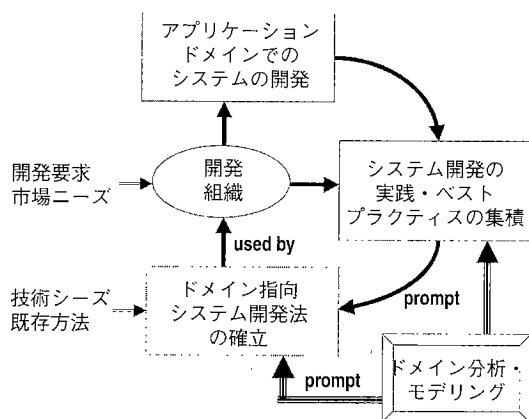 アプリケーション
ドメインでの
システムの開発
開発要求
市場ニーズ
開発
組織
システム開発の
実践・ベスト
プラクティスの集積
used by
技術シーズ
既存方法
ドメイン指向
システム開発法
の確立
prompt
prompt
ドメイン分析・
モデリング